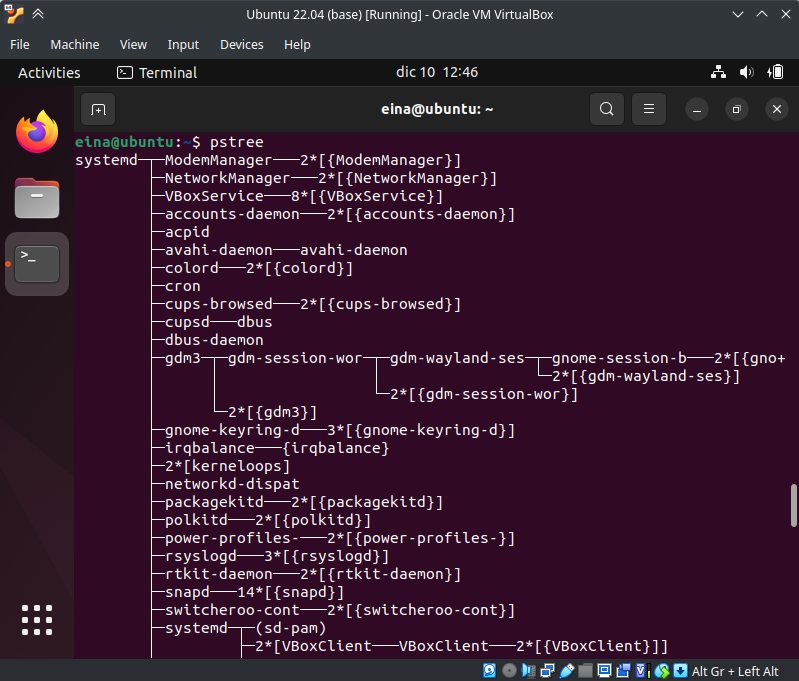 Ubuntu 22.04 (base) [Running] - Oracle VM VirtualBox
File Machine View Input Devices Help
Activities Terminal dic 10 12:46
eina@ubuntu: ~
eina@ubuntu:~$ pstree
systemd─┬─ModemManager───2*[{ModemManager}]
├─NetworkManager───2*[{NetworkManager}]
├─VBoxService───8*[{VBoxService}]
├─accounts-daemon───2*[{accounts-daemon}]
├─acpid
├─avahi-daemon───avahi-daemon
├─colord───2*[{colord}]
├─cron
├─cups-browsed───2*[{cups-browsed}]
├─cupsd───dbus
├─dbus-daemon
├─gdm3─┬─gdm-session-wor─┬─gdm-wayland-ses─┬─gnome-session-b───2*[{gno+
│      │                 │                 └─2*[{gdm-wayland-ses}]
│      │                 └─2*[{gdm-session-wor}]
│      └─2*[{gdm3}]
├─gnome-keyring-d───3*[{gnome-keyring-d}]
├─irqbalance───{irqbalance}
├─2*[kerneloops]
├─networkd-dispat
├─packagekitd───2*[{packagekitd}]
├─polkitd───2*[{polkitd}]
├─power-profiles-───2*[{power-profiles-}]
├─rsyslogd───3*[{rsyslogd}]
├─rtkit-daemon───2*[{rtkit-daemon}]
├─snapd───14*[{snapd}]
├─switcheroo-cont───2*[{switcheroo-cont}]
├─systemd─┬─(sd-pam)
│         ├─2*[VBoxClient───VBoxClient───2*[{VBoxClient}]]
Alt Gr + Left Alt